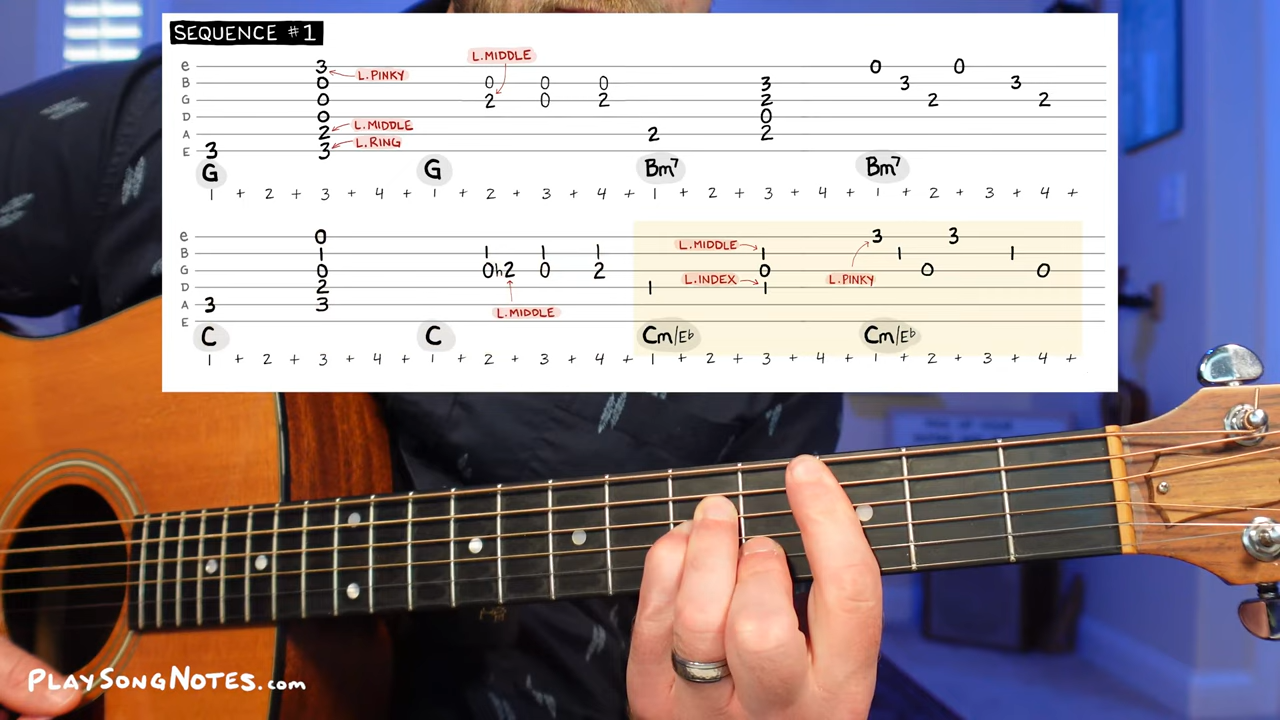 SEQUENCE #1
L.MIDDLE
e 3 0 0
L.PINKY
B 0 0 0 0 3 3 3
G 0 2 0 2 2 2 2
D 0 0
L.MIDDLE
A 2 2 2
L.RING
E 3 3
G G Bm7 Bm7
1 + 2 + 3 + 4 + 1 + 2 + 3 + 4 + 1 + 2 + 3 + 4 + 1 + 2 + 3 + 4 +
e 0 3 3
L.MIDDLE
B 1 1 1 1 1 1 1
G 0 0h2 0 2 0 0 0
L.INDEX L.PINKY
D 2 1 1
A 3 3
L.MIDDLE
E
C C Cm/E♭ Cm/E♭
1 + 2 + 3 + 4 + 1 + 2 + 3 + 4 + 1 + 2 + 3 + 4 + 1 + 2 + 3 + 4 +
PLAYSONGNOTES.COM